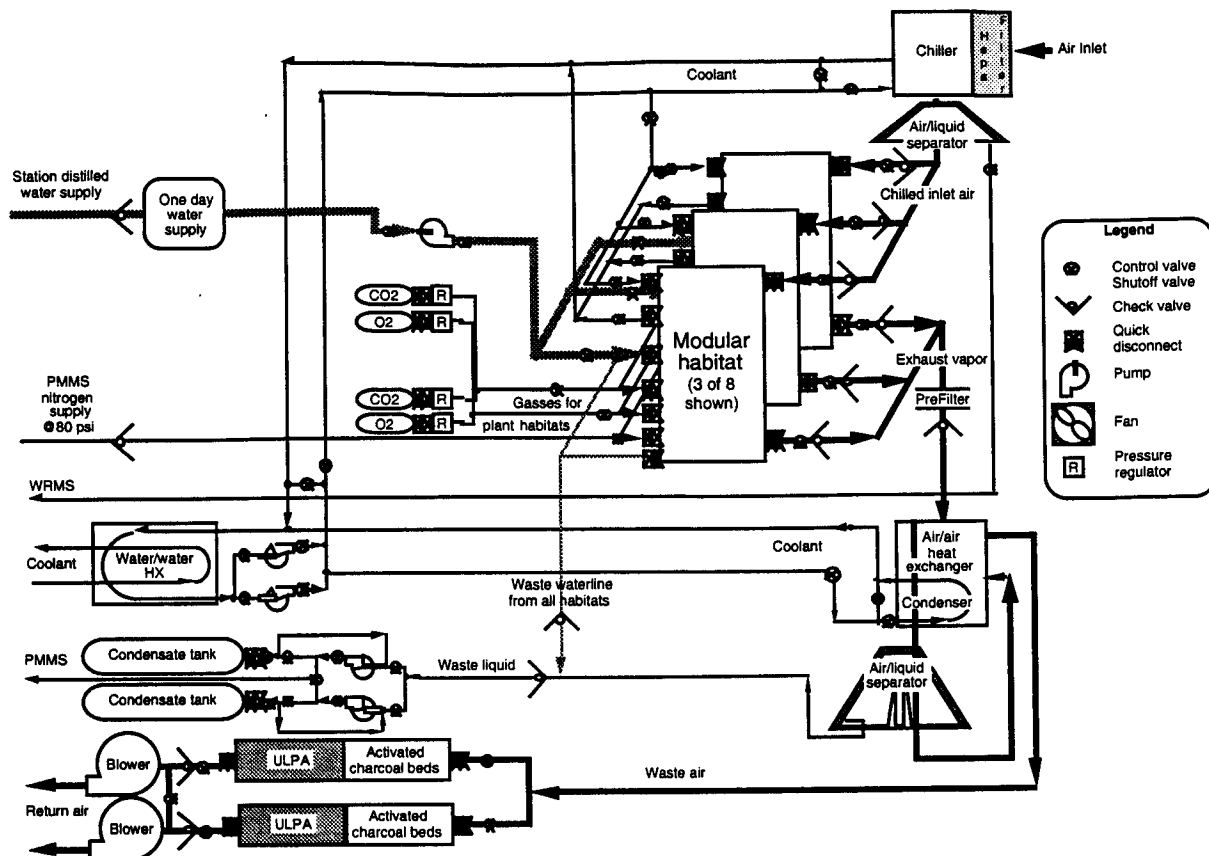 Chiller
Hepa
Filter
Air Inlet
Coolant
Air/liquid
separator
Station distilled
water supply
One day
water
supply
Chilled inlet air
Legend
Control valve
Shutoff valve
Check valve
Quick
disconnect
Pump
Fan
R
Pressure
regulator
CO2
R
O2
R
Modular
habitat
(3 of 8
shown)
Exhaust vapor
PreFilter
PMMS
nitrogen
supply
@80 psi
CO2
R
O2
R
Gasses for
plant habitats
WRMS
Coolant
Water/water
HX
Coolant
Air/air
heat
exchanger
Condenser
Waste waterline
from all habitats
PMMS
Condensate tank
Condensate tank
Waste liquid
Air/liquid
separator
Blower
ULPA
Activated
charcoal beds
Waste air
Return air
Blower
ULPA
Activated
charcoal beds